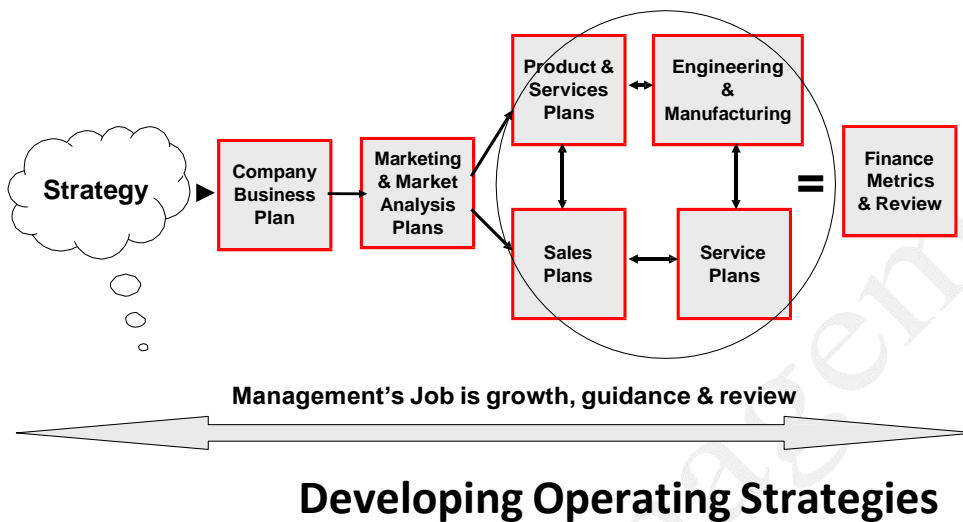 Strategy
Company
Business
Plan
Marketing
& Market
Analysis
Plans
Product &
Services
Plans
Engineering
&
Manufacturing
Sales
Plans
Service
Plans
=
Finance
Metrics
& Review
Management's Job is growth, guidance & review
Developing Operating Strategies